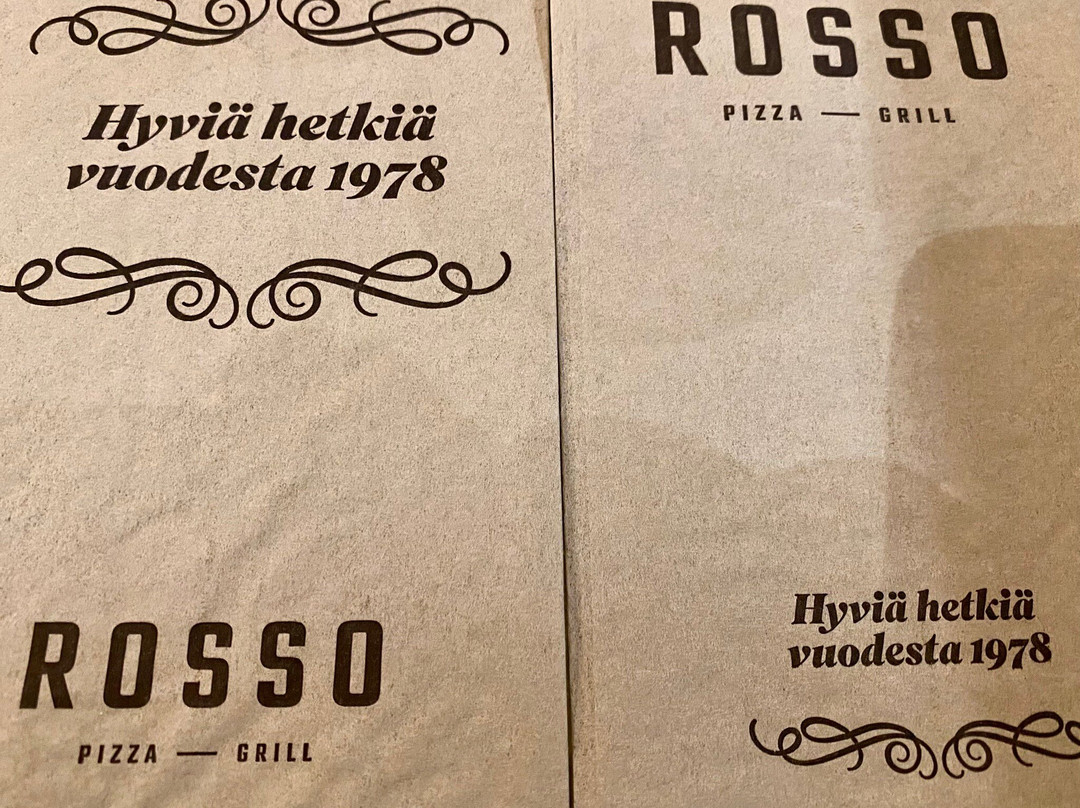 Hyviä hetkiä
vuodesta 1978
ROSSO
PIZZA — GRILL
ROSSO
PIZZA — GRILL
Hyviä hetkiä
vuodesta 1978